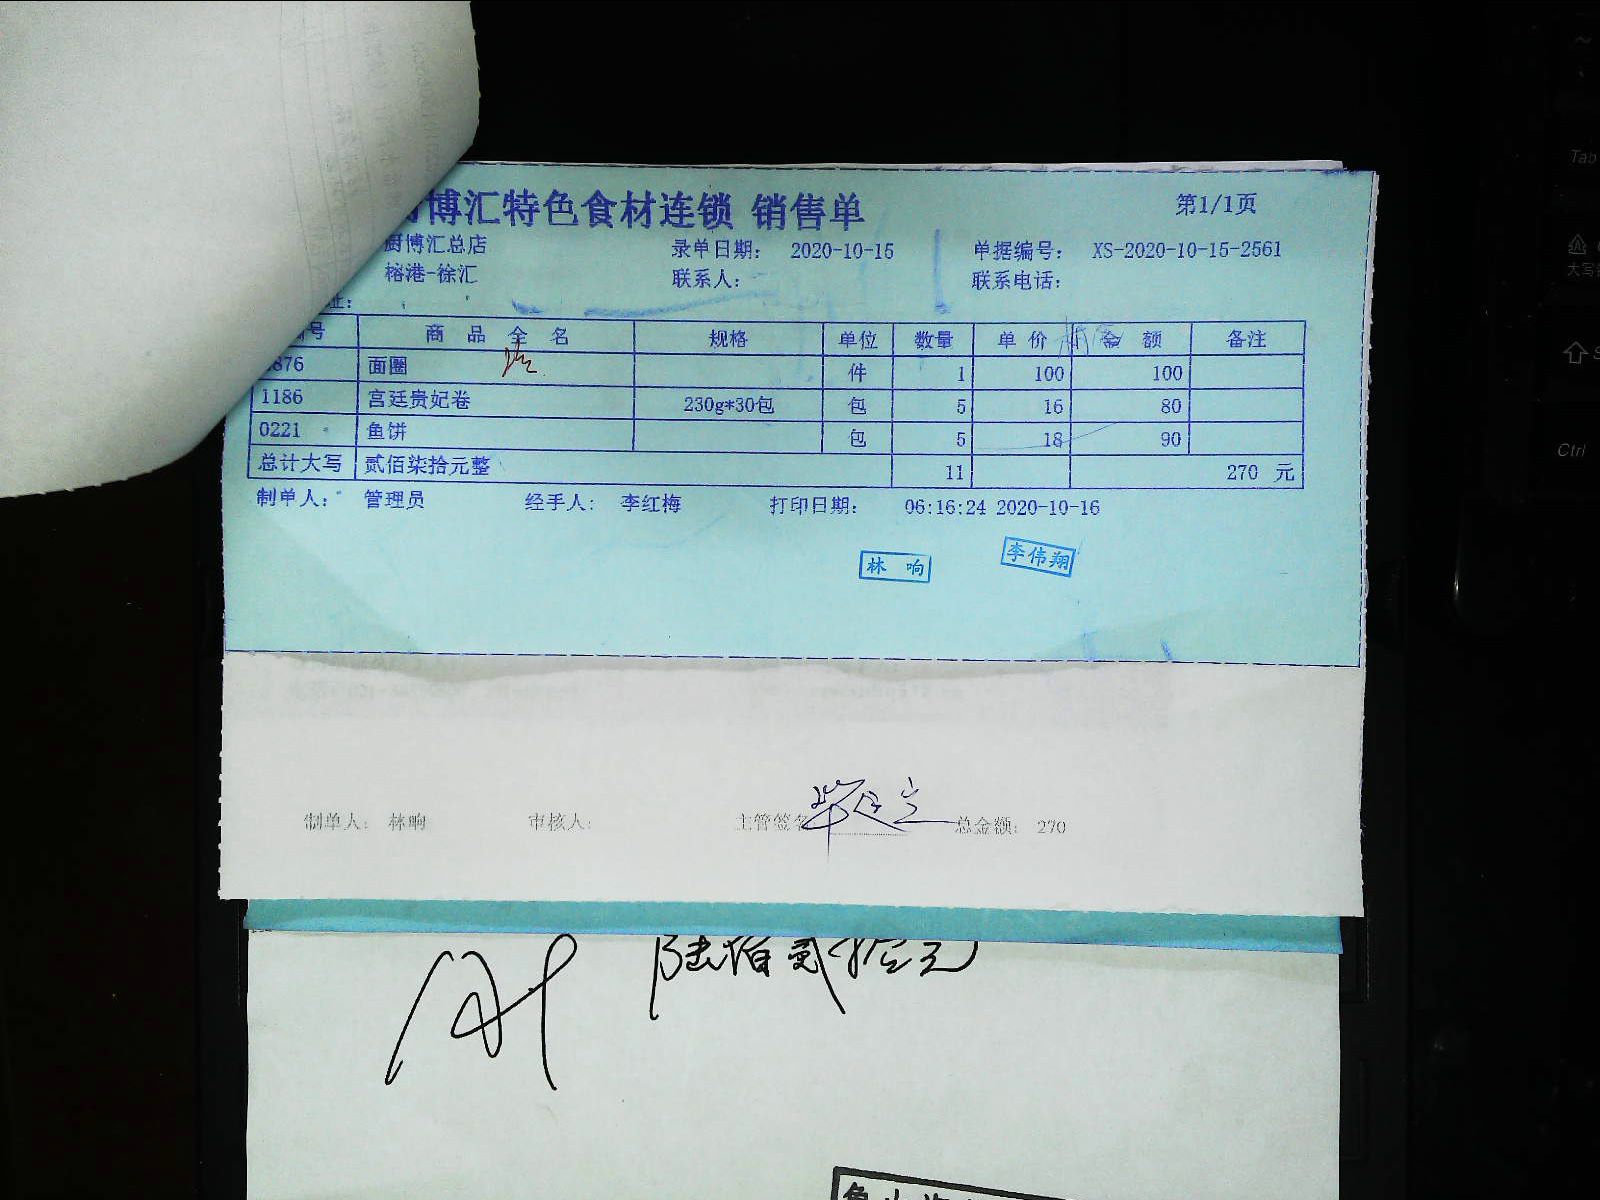 博汇特色食材连锁 销售单
第1/1页
厨博汇总店 录单日期: 2020-10-15 单据编号: XS-2020-10-15-2561
榕港-徐汇 联系人: 联系电话:
址:
号 商品全名 规格 单位 数量 单价 金额 备注
876 面圈 件 1 100 100
1186 宫廷贵妃卷 230g*30包 包 5 16 80
0221 鱼饼 包 5 18 90
总计大写 贰佰柒拾元整 11 270 元
制单人: 管理员 经手人: 李红梅 打印日期: 06:16:24 2020-10-16
林响 李伟翔
制单人: 林响 审核人: 主管签名 总金额: 270
陆佰贰拾元
Tab
大写
Ctrl